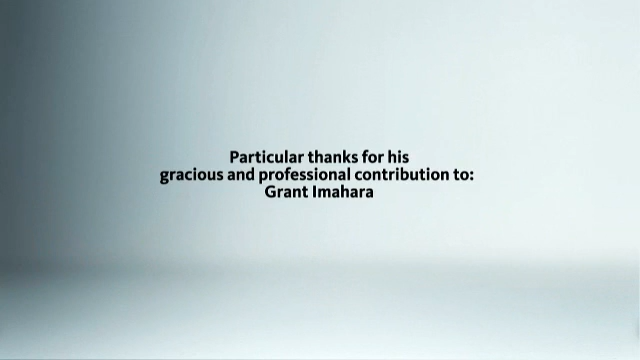 Particular thanks for his
gracious and professional contribution to:
Grant Imahara